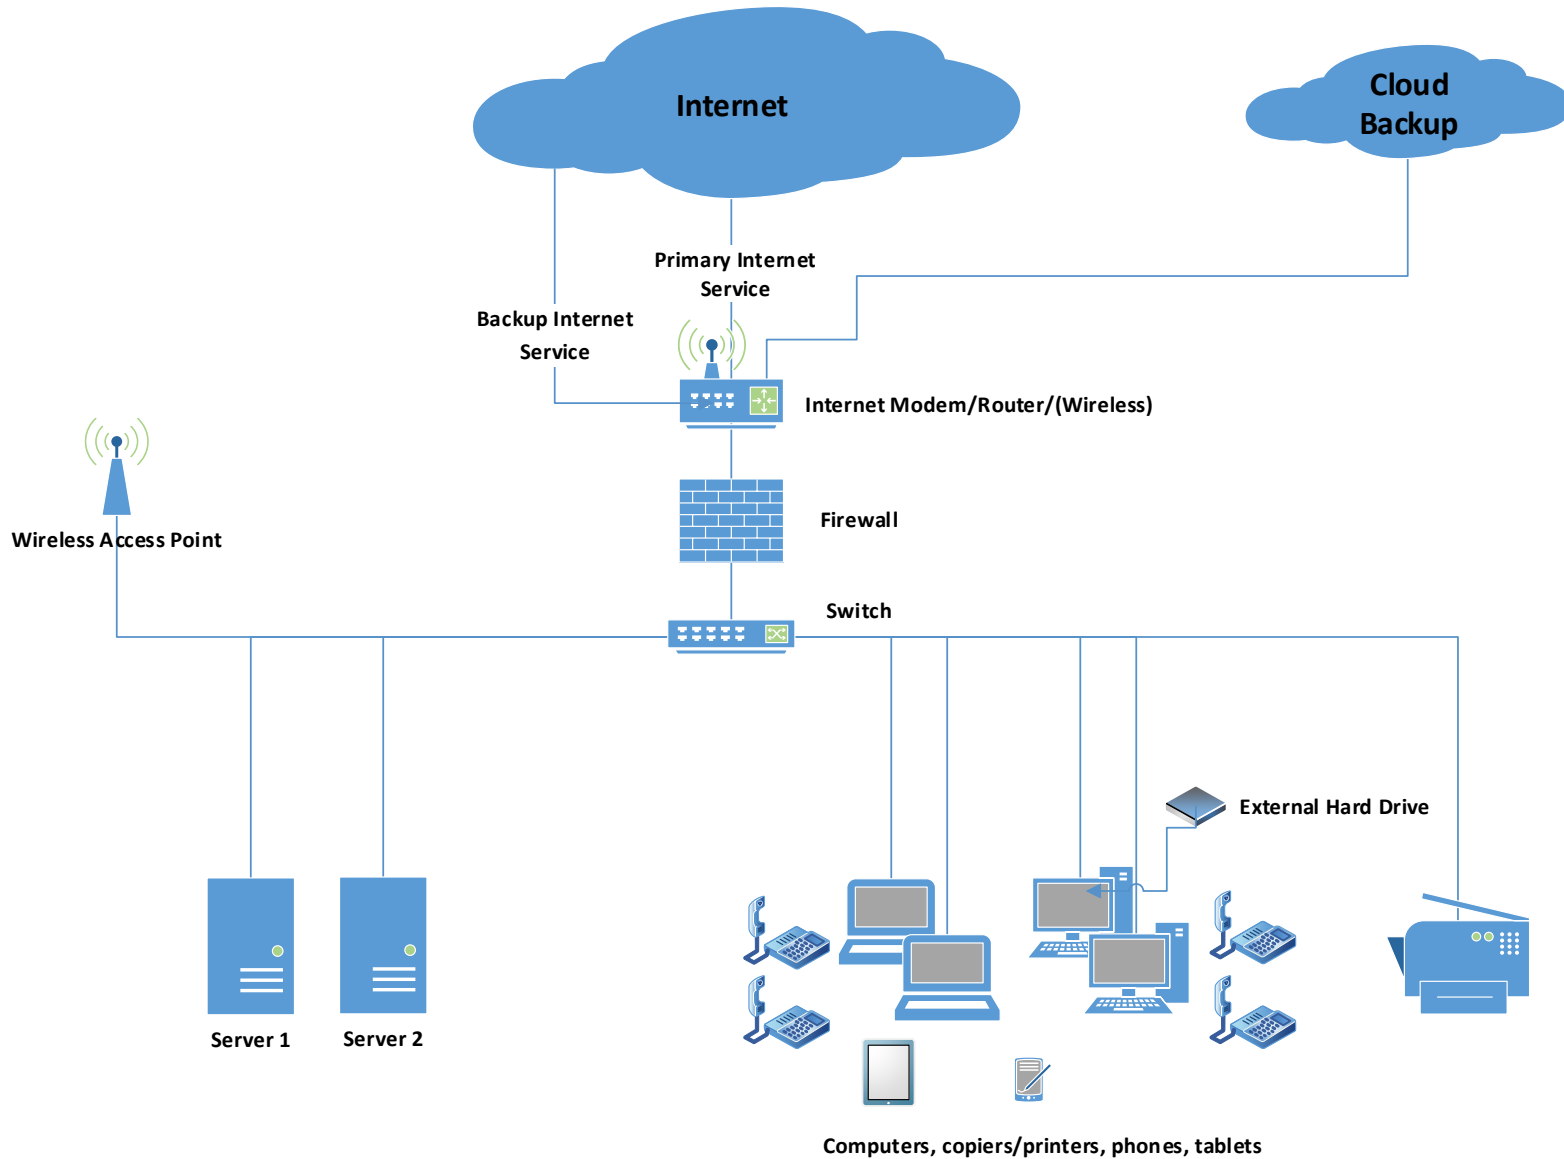 Internet
Cloud
Backup
Primary Internet
Service
Backup Internet
Service
Internet Modem/Router/(Wireless)
Firewall
Wireless Access Point
Switch
External Hard Drive
Server 1
Server 2
Computers, copiers/printers, phones, tablets